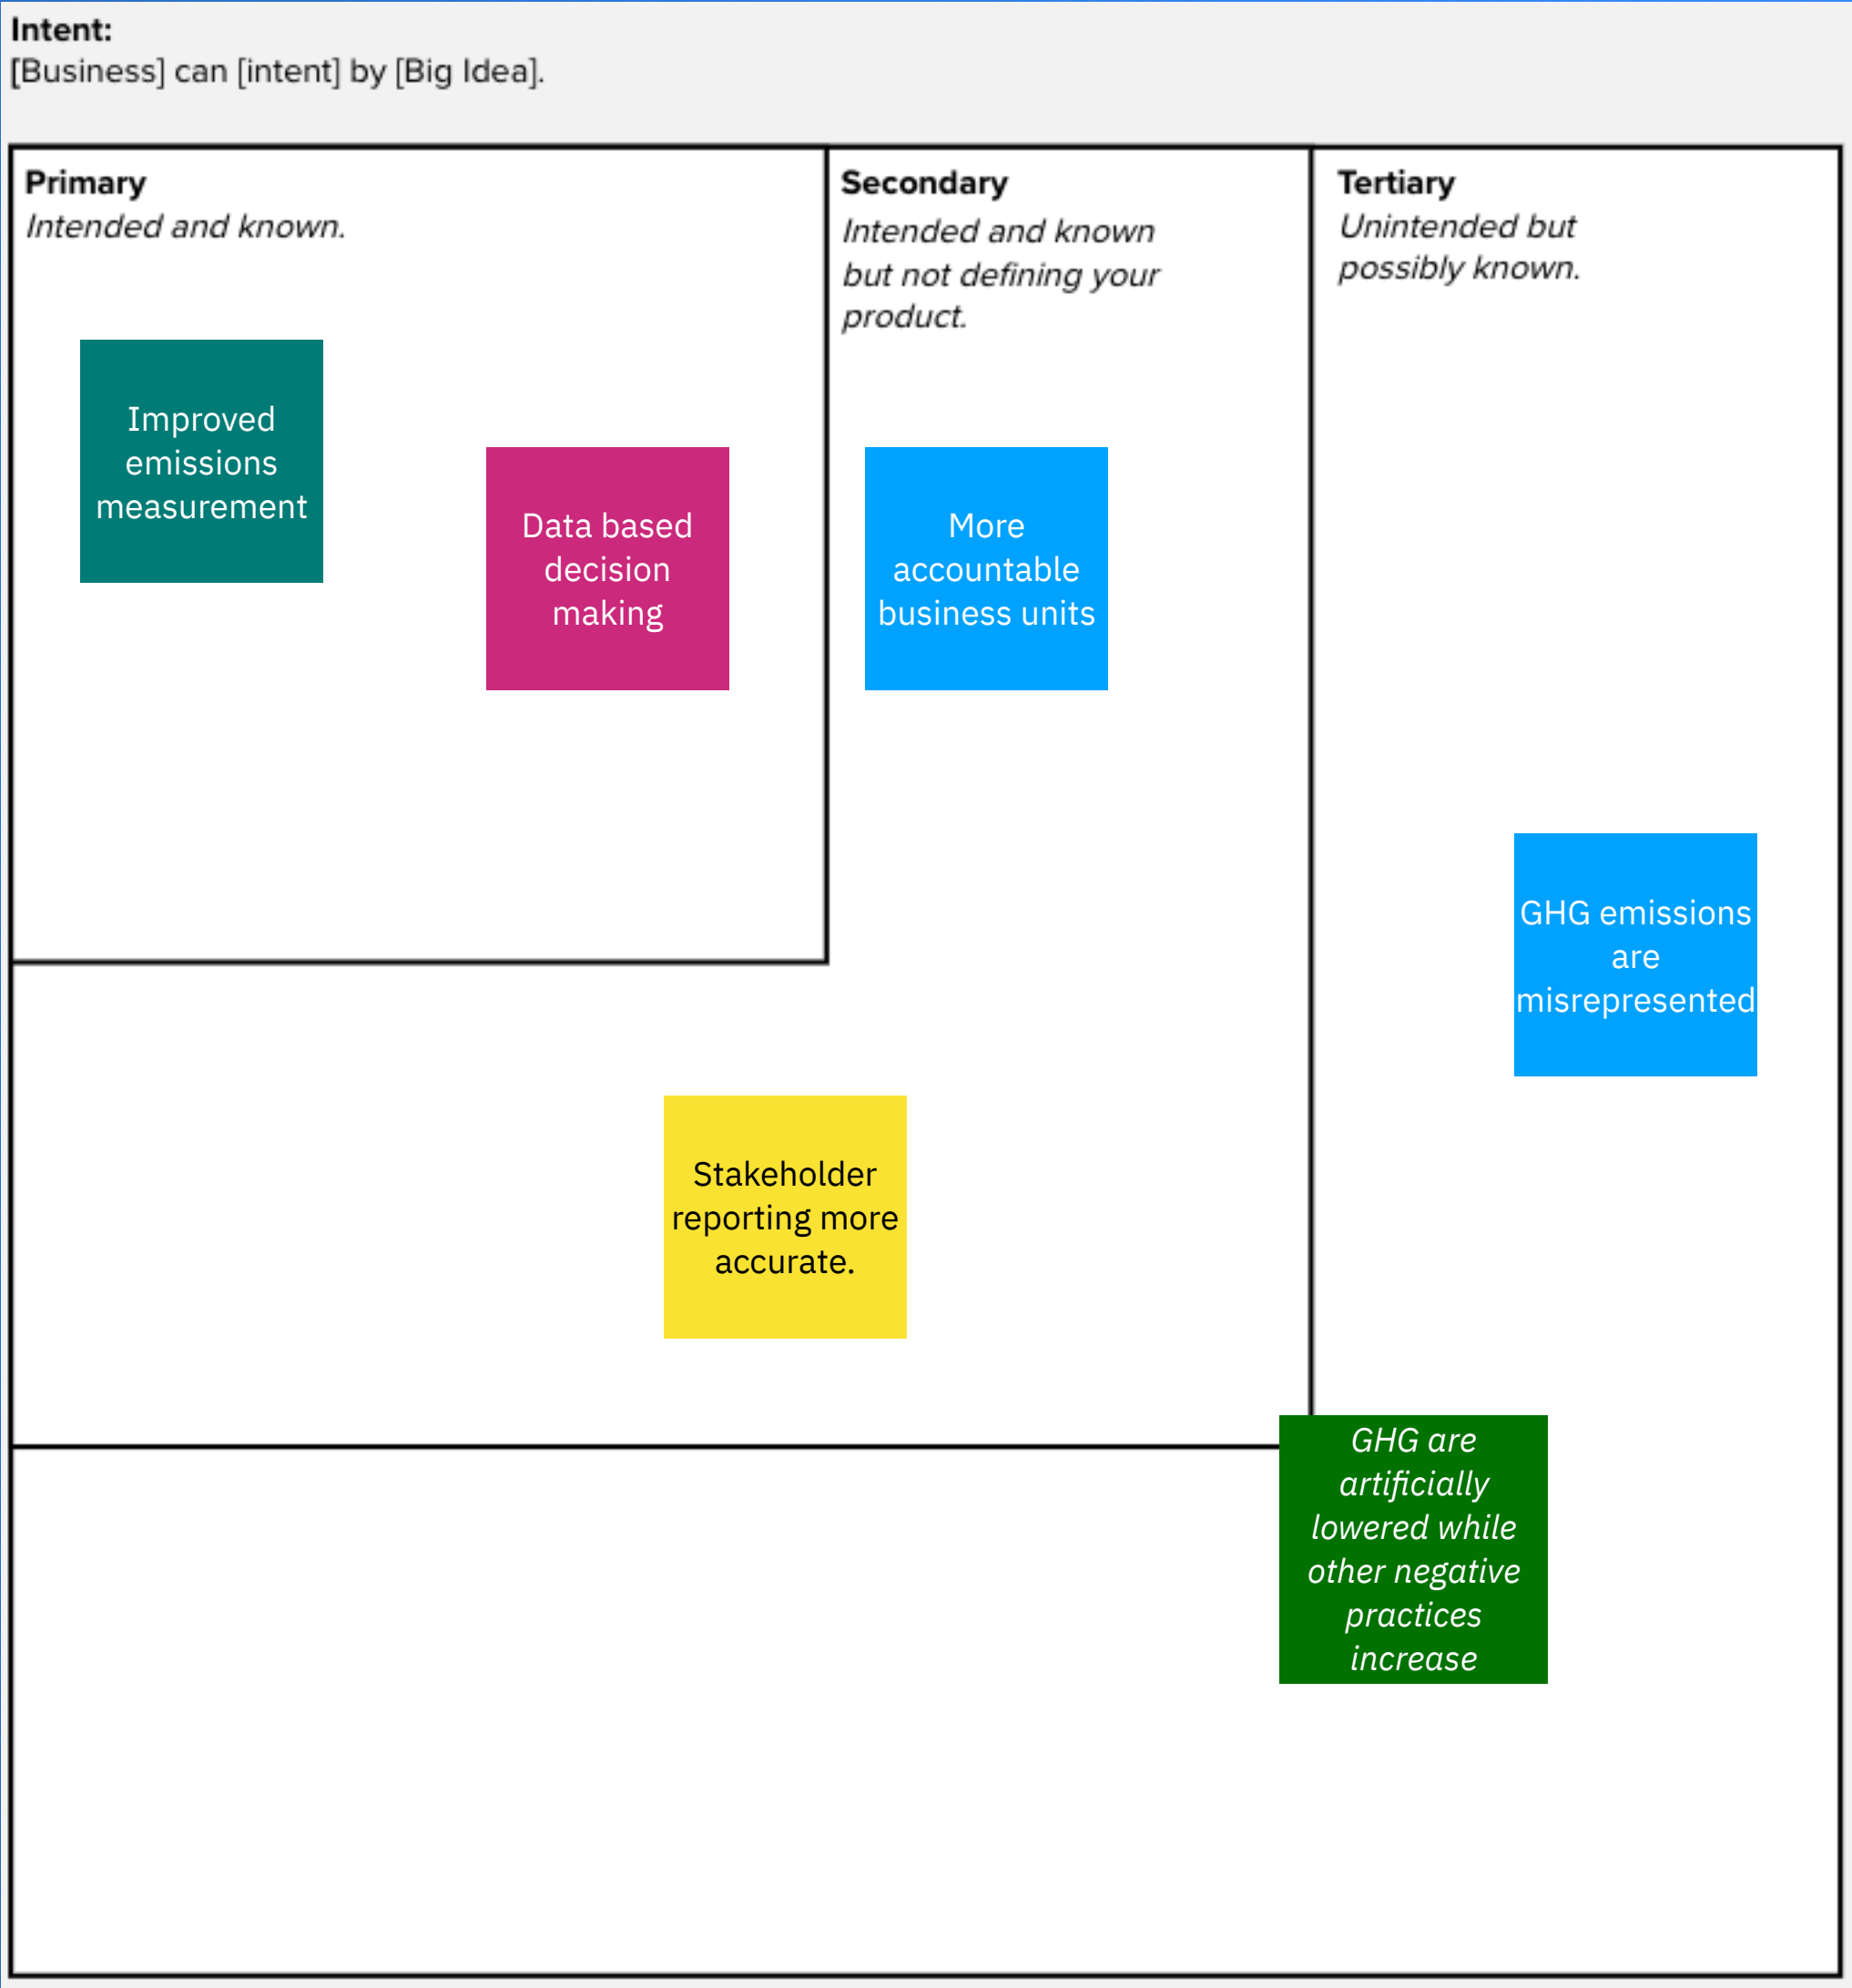 Intent:
[Business] can [intent] by [Big Idea].
Primary
Intended and known.
Secondary
Intended and known
but not defining your
product.
Tertiary
Unintended but
possibly known.
Improved
emissions
measurement
Data based
decision
making
More
accountable
business units
GHG emissions
are
misrepresented
Stakeholder
reporting more
accurate.
GHG are
artificially
lowered while
other negative
practices
increase